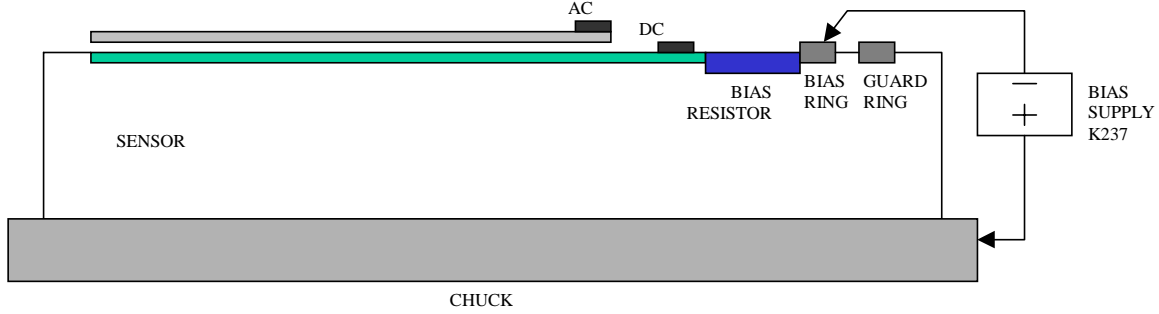 AC
DC
BIAS
RESISTOR
BIAS
RING
GUARD
RING
BIAS
SUPPLY
K237
SENSOR
CHUCK